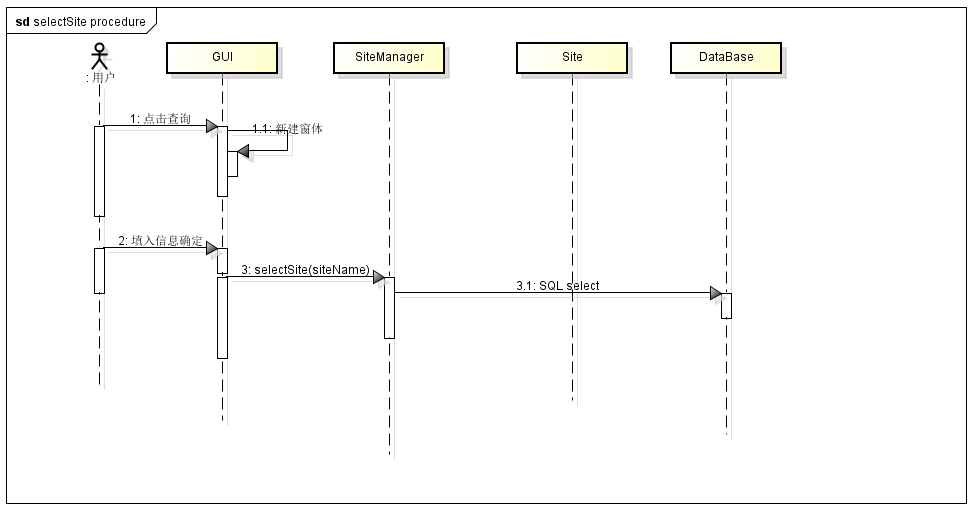 sd selectSite procedure
: 用户
GUI
SiteManager
Site
DataBase
1: 点击查询
1.1: 新建窗体
2: 填入信息确定
3: selectSite(siteName)
3.1: SQL select